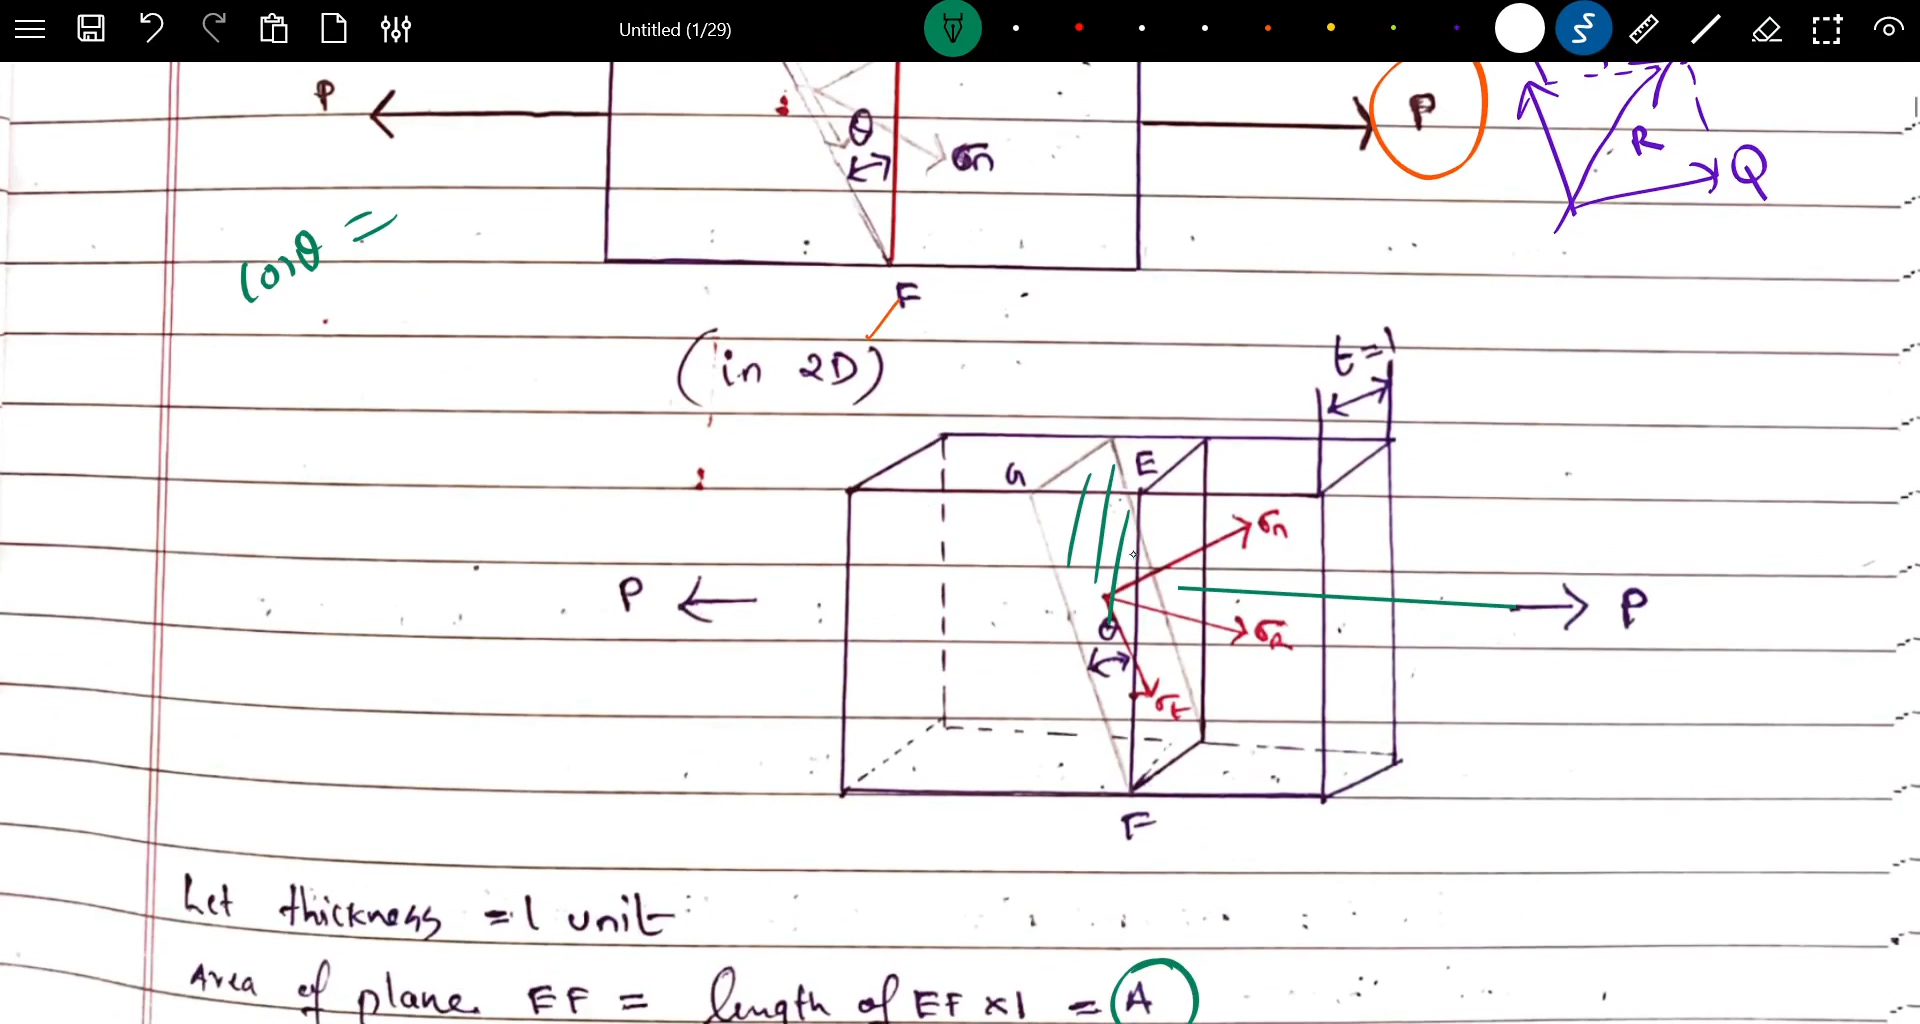 Untitled (1/29)
P
P
θ
σn
R
Q
cosθ =
F
(in 2D)
t=1
G
E
σn
P
P
θ
σR
σt
F
Let thickness = 1 unit
Area of plane EF = length of EF x1 = A